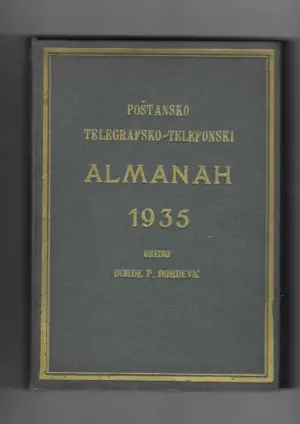 POŠTANSKO
TELEGRAFSKO-TELEFONSKI
ALMANAH
1935
UREDIO
ĐORĐE P. ĐORĐEVIĆ